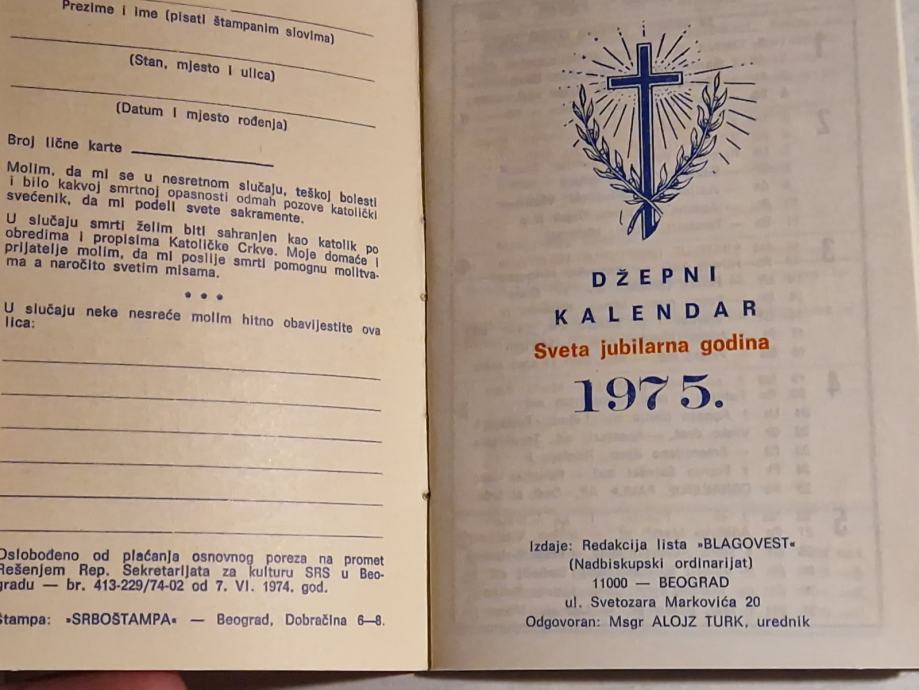 Prezime i ime (pisati štampanim slovima)
(Stan, mjesto i ulica)
(Datum i mjesto rođenja)
Broj lične karte
Molim, da mi se u nesretnom slučaju, teškoj bolesti
i bilo kakvoj smrtnoj opasnosti odmah pozove katolički
svećenik, da mi podeli svete sakramente.
U slučaju smrti želim biti sahranjen kao katolik po
obredima i propisima Katoličke Crkve. Moje domaće i
prijatelje molim, da mi poslije smrti pomognu molitva-
ma a naročito svetim misama.
• • •
U slučaju neke nesreće molim hitno obavijestite ova
lica:
Oslobođeno od plaćanja osnovnog poreza na promet
Rešenjem Rep. Sekretarijata za kulturu SRS u Beo-
gradu — br. 413-229/74-02 od 7. VI. 1974. god.
Štampa: »SRBOŠTAMPA« — Beograd, Dobračina 6—8.
DŽEPNI
KALENDAR
Sveta jubilarna godina
1975.
Izdaje: Redakcija lista »BLAGOVEST«
(Nadbiskupski ordinarijat)
11000 — BEOGRAD
ul. Svetozara Markovića 20
Odgovoran: Msgr ALOJZ TURK, urednik